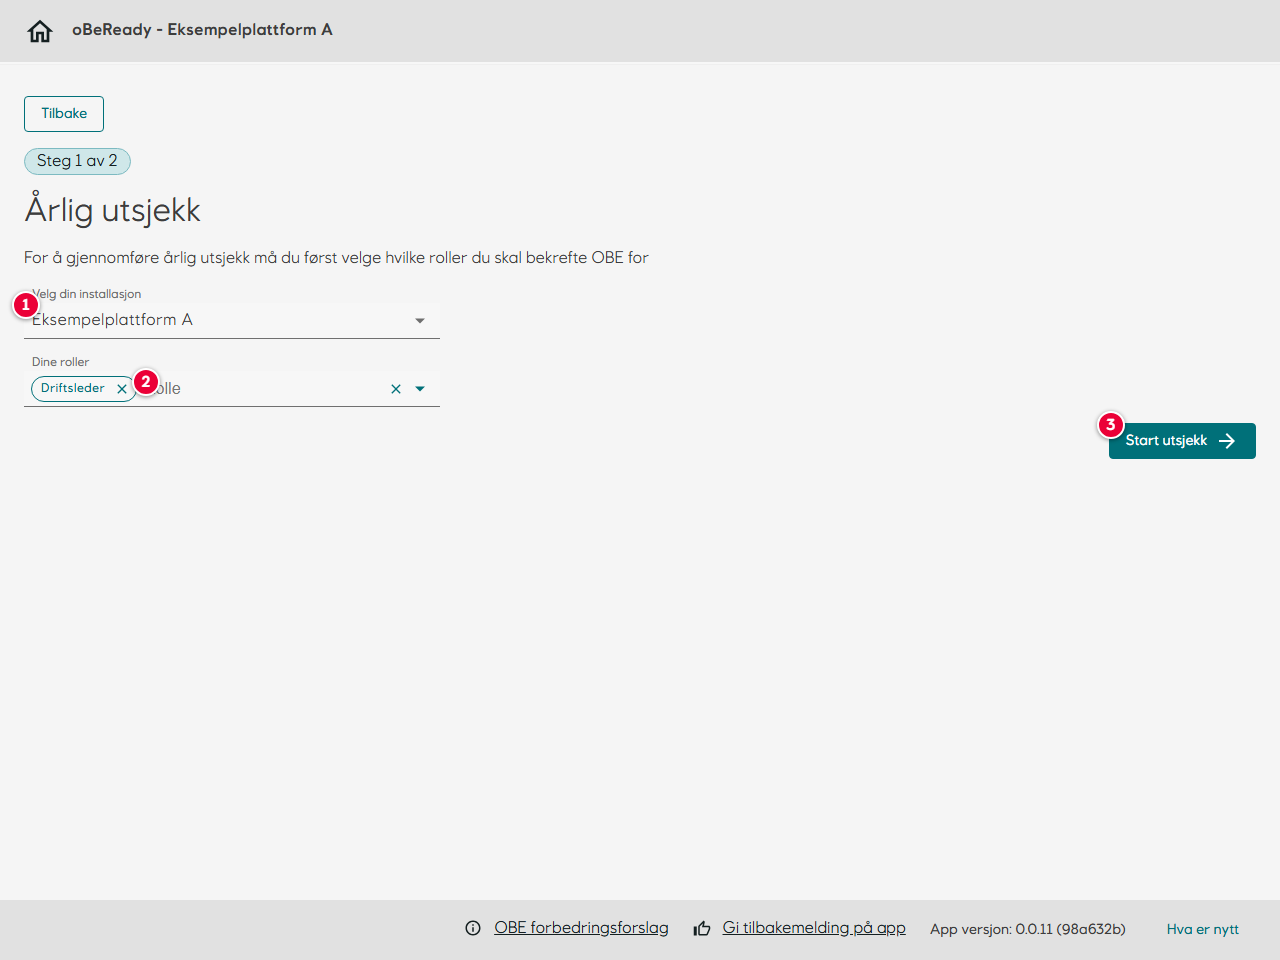 oBeReady - Eksempelplattform A
Tilbake
Steg 1 av 2
Årlig utsjekk
For å gjennomføre årlig utsjekk må du først velge hvilke roller du skal bekrefte OBE for
Velg din installasjon
1
Eksempelplattform A
Dine roller
Driftsleder
2
3
Start utsjekk
OBE forbedringsforslag
Gi tilbakemelding på app
App versjon: 0.0.11 (98a632b)
Hva er nytt